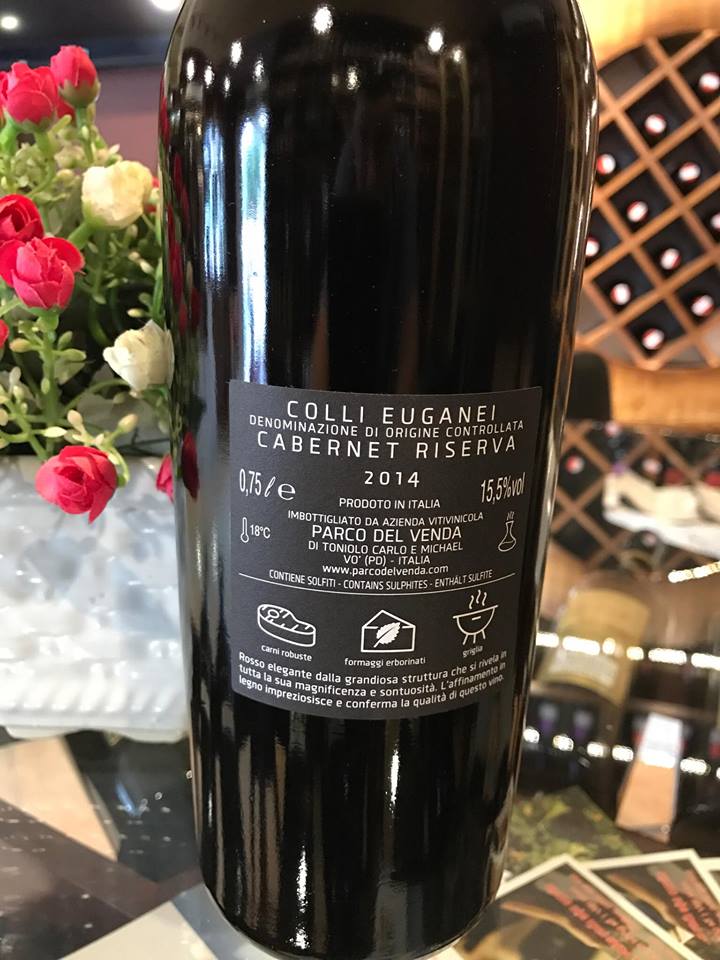 COLLI EUGANEI
DENOMINAZIONE DI ORIGINE CONTROLLATA
CABERNET RISERVA
2014
0,75 l e
15,5%vol
PRODOTTO IN ITALIA
IMBOTTIGLIATO DA AZIENDA VITIVINICOLA
18°C
PARCO DEL VENDA
DI TONIOLO CARLO E MICHAEL
VO' (PD) - ITALIA
www.parcodelvenda.com
CONTIENE SOLFITI - CONTAINS SULPHITES - ENTHÄLT SULFITE
carni robuste
formaggi erborinati
griglia
Rosso elegante dalla grandiosa struttura che si rivela in
tutta la sua magnificenza e sontuosità. L'affinamento in
legno impreziosisce e conferma la qualità di questo vino.